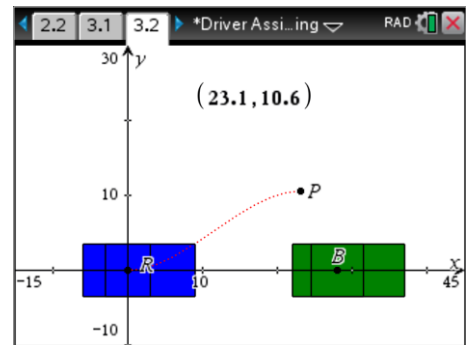 2.2 3.1 3.2 *Driver Assi...ing RAD
30 y
(23.1,10.6)
10 P
R B x
-15 10 45
-10